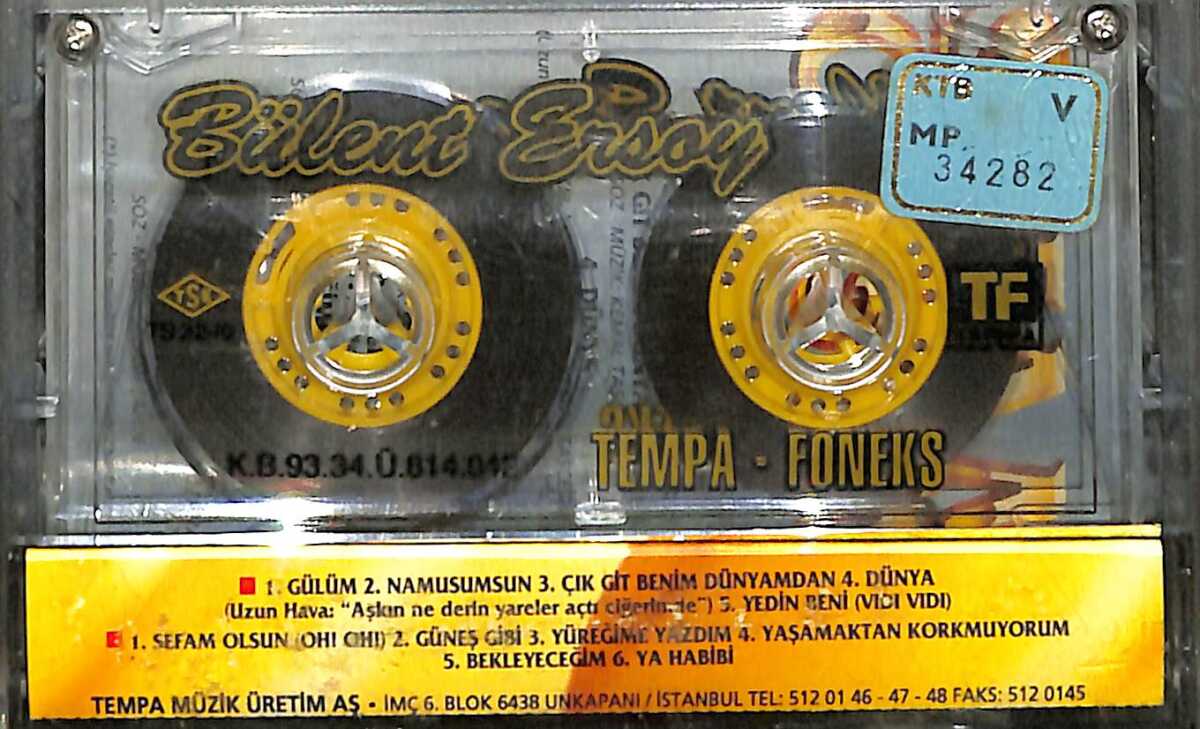 Bülent Ersoy
KTB V
MP.
34282
TSE
TF
K.B.93.34.Ü.814.04
TEMPA - FONEKS
1. GÜLÜM 2. NAMUSUMSUN 3. ÇIK GİT BENİM DÜNYAMDAN 4. DÜNYA
(Uzun Hava: "Aşkın ne derin yareler açtı ciğerimde") 5. YEDİN BENİ (VIDI VIDI)
1. SEFAM OLSUN (OH! OH!) 2. GÜNEŞ GİBİ 3. YÜREĞİME YAZDIM 4. YAŞAMAKTAN KORKMUYORUM
5. BEKLEYECEĞİM 6. YA HABİBİ
TEMPA MÜZİK ÜRETİM AŞ • İMÇ 6. BLOK 6438 UNKAPANI / İSTANBUL TEL: 512 01 46 - 47 - 48 FAKS: 512 0145